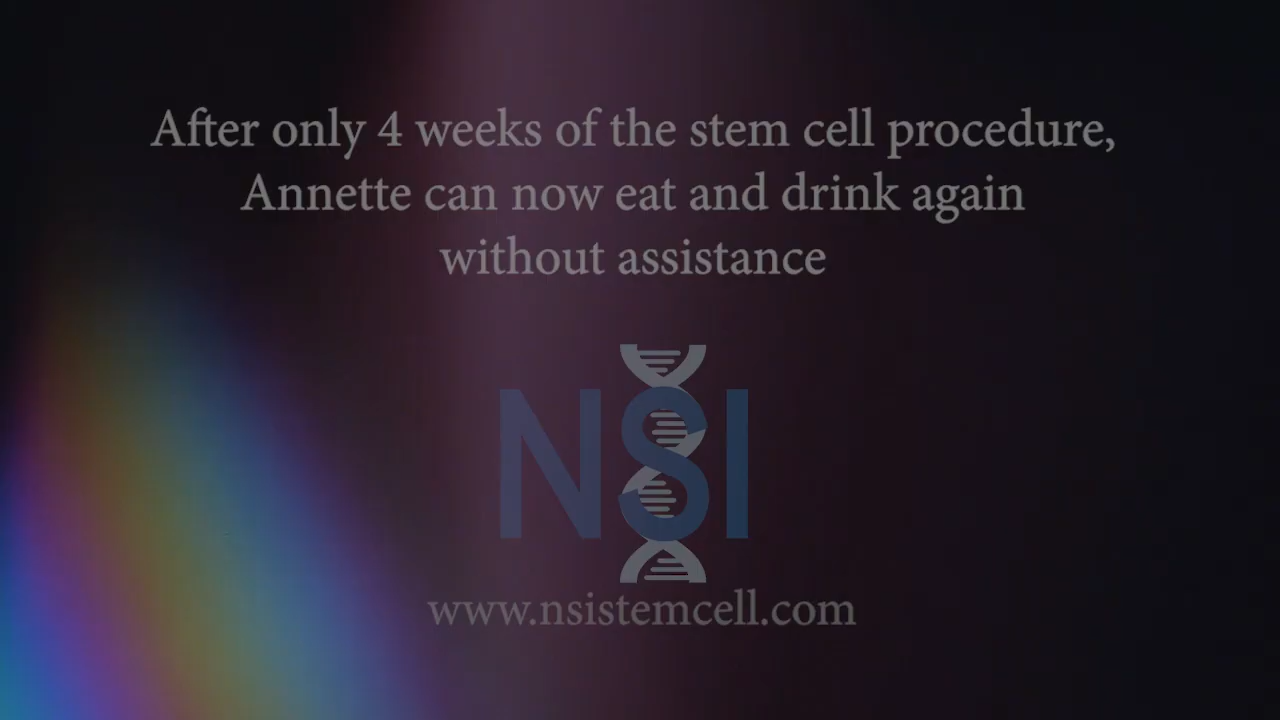 After only 4 weeks of the stem cell procedure,
Annette can now eat and drink again
without assistance
NSI
www.nsistemcell.com